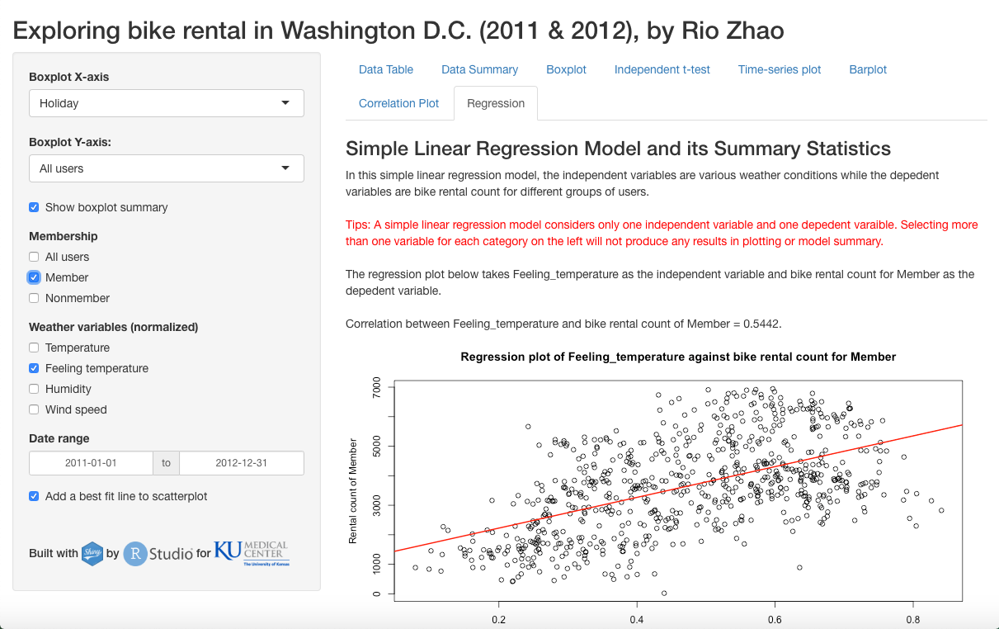 Exploring bike rental in Washington D.C. (2011 & 2012), by Rio Zhao
Boxplot X-axis
Holiday
Boxplot Y-axis:
All users
Show boxplot summary
Membership
All users
Member
Nonmember
Weather variables (normalized)
Temperature
Feeling temperature
Humidity
Wind speed
Date range
2011-01-01 to 2012-12-31
Add a best fit line to scatterplot
Built with Shiny by R Studio for KU MEDICAL CENTER
The University of Kansas
Data Table Data Summary Boxplot Independent t-test Time-series plot Barplot
Correlation Plot Regression
Simple Linear Regression Model and its Summary Statistics
In this simple linear regression model, the independent variables are various weather conditions while the depedent
variables are bike rental count for different groups of users.
Tips: A simple linear regression model considers only one independent variable and one depedent varaible. Selecting more
than one variable for each category on the left will not produce any results in plotting or model summary.
The regression plot below takes Feeling_temperature as the independent variable and bike rental count for Member as the
depedent variable.
Correlation between Feeling_temperature and bike rental count of Member = 0.5442.
Regression plot of Feeling_temperature against bike rental count for Member
Rental count of Member
7000
5000
3000
1000
0
0.2 0.4 0.6 0.8